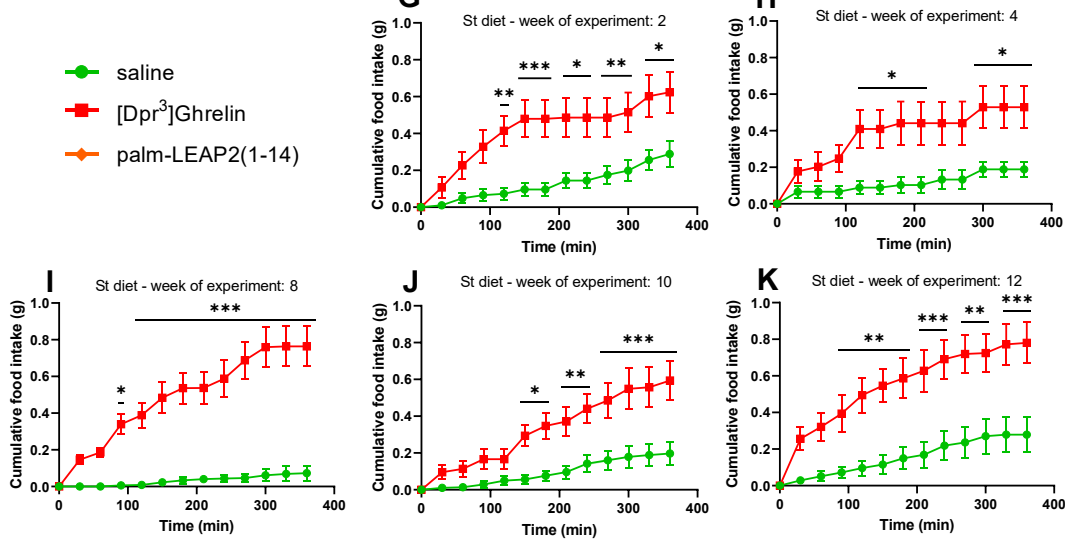 G
St diet - week of experiment: 2
H
St diet - week of experiment: 4
saline
[Dpr3]Ghrelin
palm-LEAP2(1-14)
Cumulative food intake (g)
1.0
0.8
0.6
0.4
0.2
0.0
*** * ** *
**
0 100 200 300 400
Time (min)
Cumulative food intake (g)
1.0
0.8
0.6
0.4
0.2
0.0
* *
0 100 200 300 400
Time (min)
I
St diet - week of experiment: 8
Cumulative food intake (g)
1.0
0.8
0.6
0.4
0.2
0.0
***
*
0 100 200 300 400
Time (min)
J
St diet - week of experiment: 10
Cumulative food intake (g)
1.0
0.8
0.6
0.4
0.2
0.0
* ** ***
0 100 200 300 400
Time (min)
K
St diet - week of experiment: 12
Cumulative food intake (g)
1.0
0.8
0.6
0.4
0.2
0.0
** *** ** ***
0 100 200 300 400
Time (min)